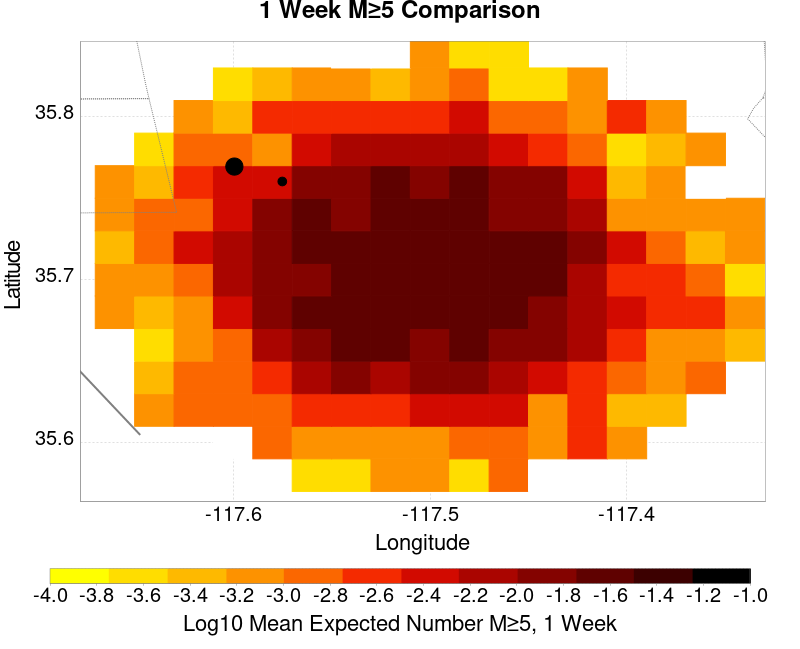 1 Week M≥5 Comparison
35.8
35.7
35.6
Latitude
-117.6 -117.5 -117.4
Longitude
-4.0 -3.8 -3.6 -3.4 -3.2 -3.0 -2.8 -2.6 -2.4 -2.2 -2.0 -1.8 -1.6 -1.4 -1.2 -1.0
Log10 Mean Expected Number M≥5, 1 Week